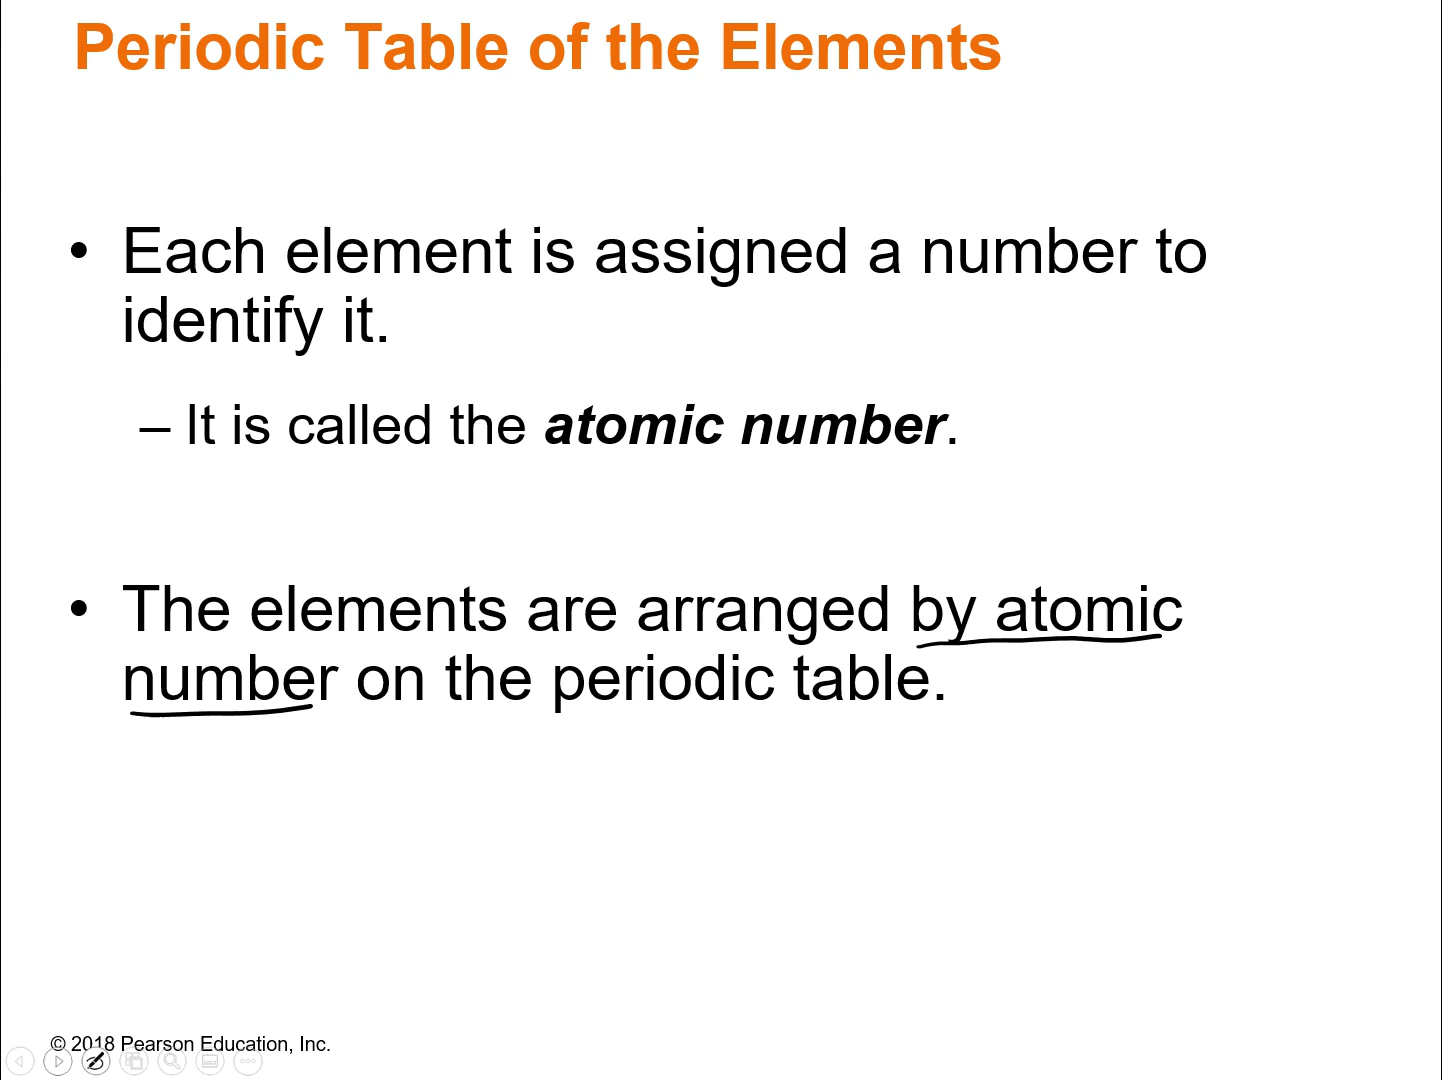 Periodic Table of the Elements
• Each element is assigned a number to
identify it.
– It is called the atomic number.
• The elements are arranged by atomic
number on the periodic table.
© 2018 Pearson Education, Inc.